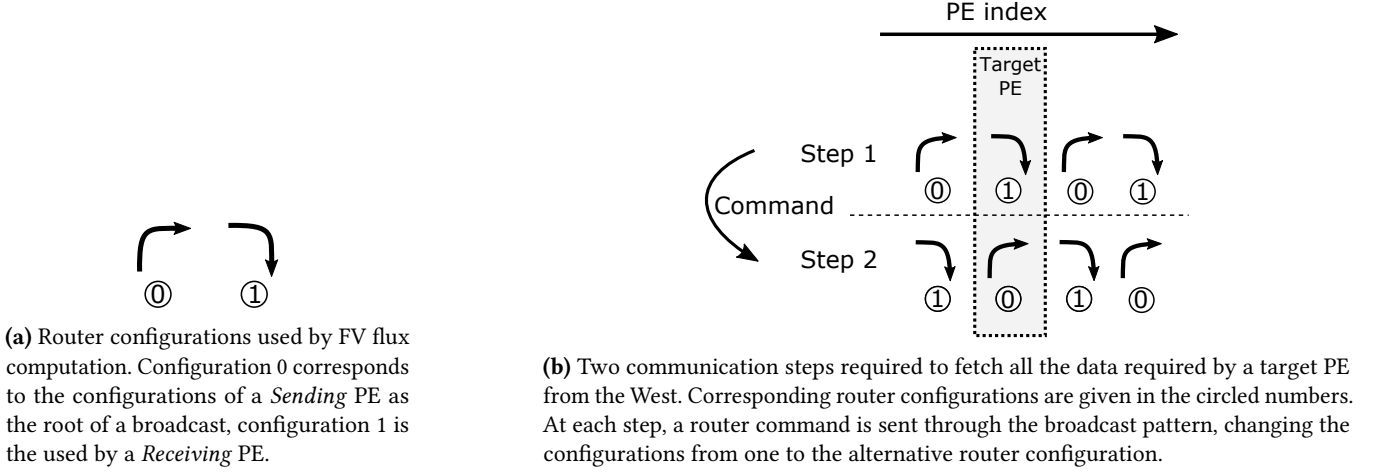 PE index
Target
PE
Step 1
⓪ ① ⓪ ①
Command
Step 2
① ⓪ ① ⓪
⓪ ①
(a) Router configurations used by FV flux
computation. Configuration 0 corresponds
to the configurations of a Sending PE as
the root of a broadcast, configuration 1 is
the used by a Receiving PE.
(b) Two communication steps required to fetch all the data required by a target PE
from the West. Corresponding router configurations are given in the circled numbers.
At each step, a router command is sent through the broadcast pattern, changing the
configurations from one to the alternative router configuration.